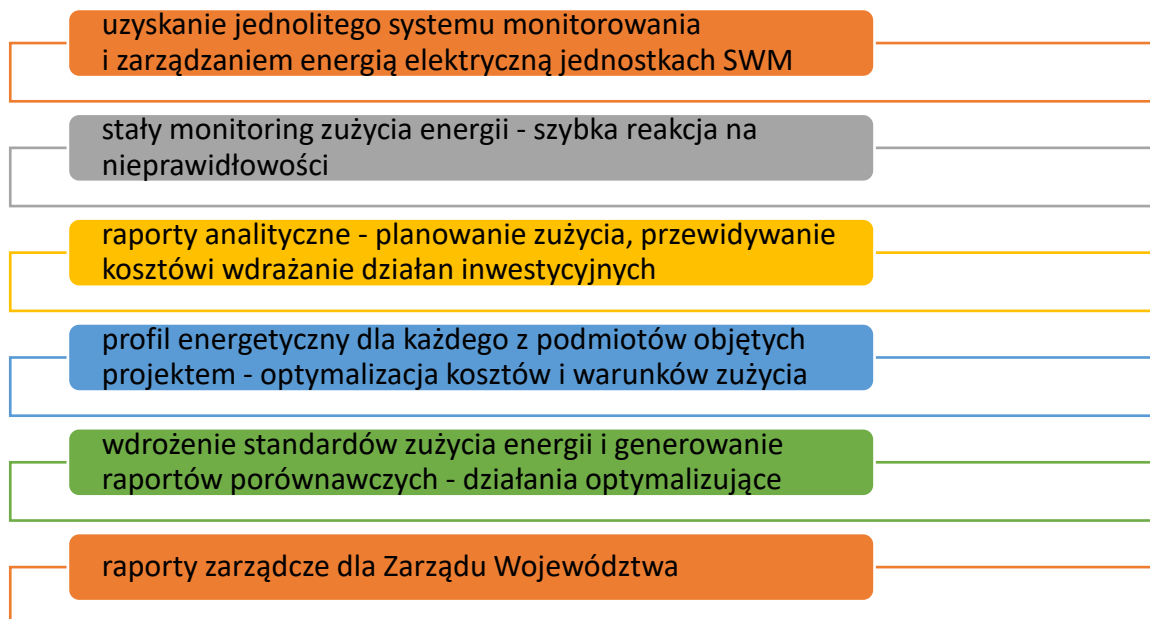 uzyskanie jednolitego systemu monitorowania
i zarządzaniem energią elektryczną jednostkach SWM
stały monitoring zużycia energii - szybka reakcja na
nieprawidłowości
raporty analityczne - planowanie zużycia, przewidywanie
kosztówi wdrażanie działan inwestycyjnych
profil energetyczny dla każdego z podmiotów objętych
projektem - optymalizacja kosztów i warunków zużycia
wdrożenie standardów zużycia energii i generowanie
raportów porównawczych - działania optymalizujące
raporty zarządcze dla Zarządu Województwa